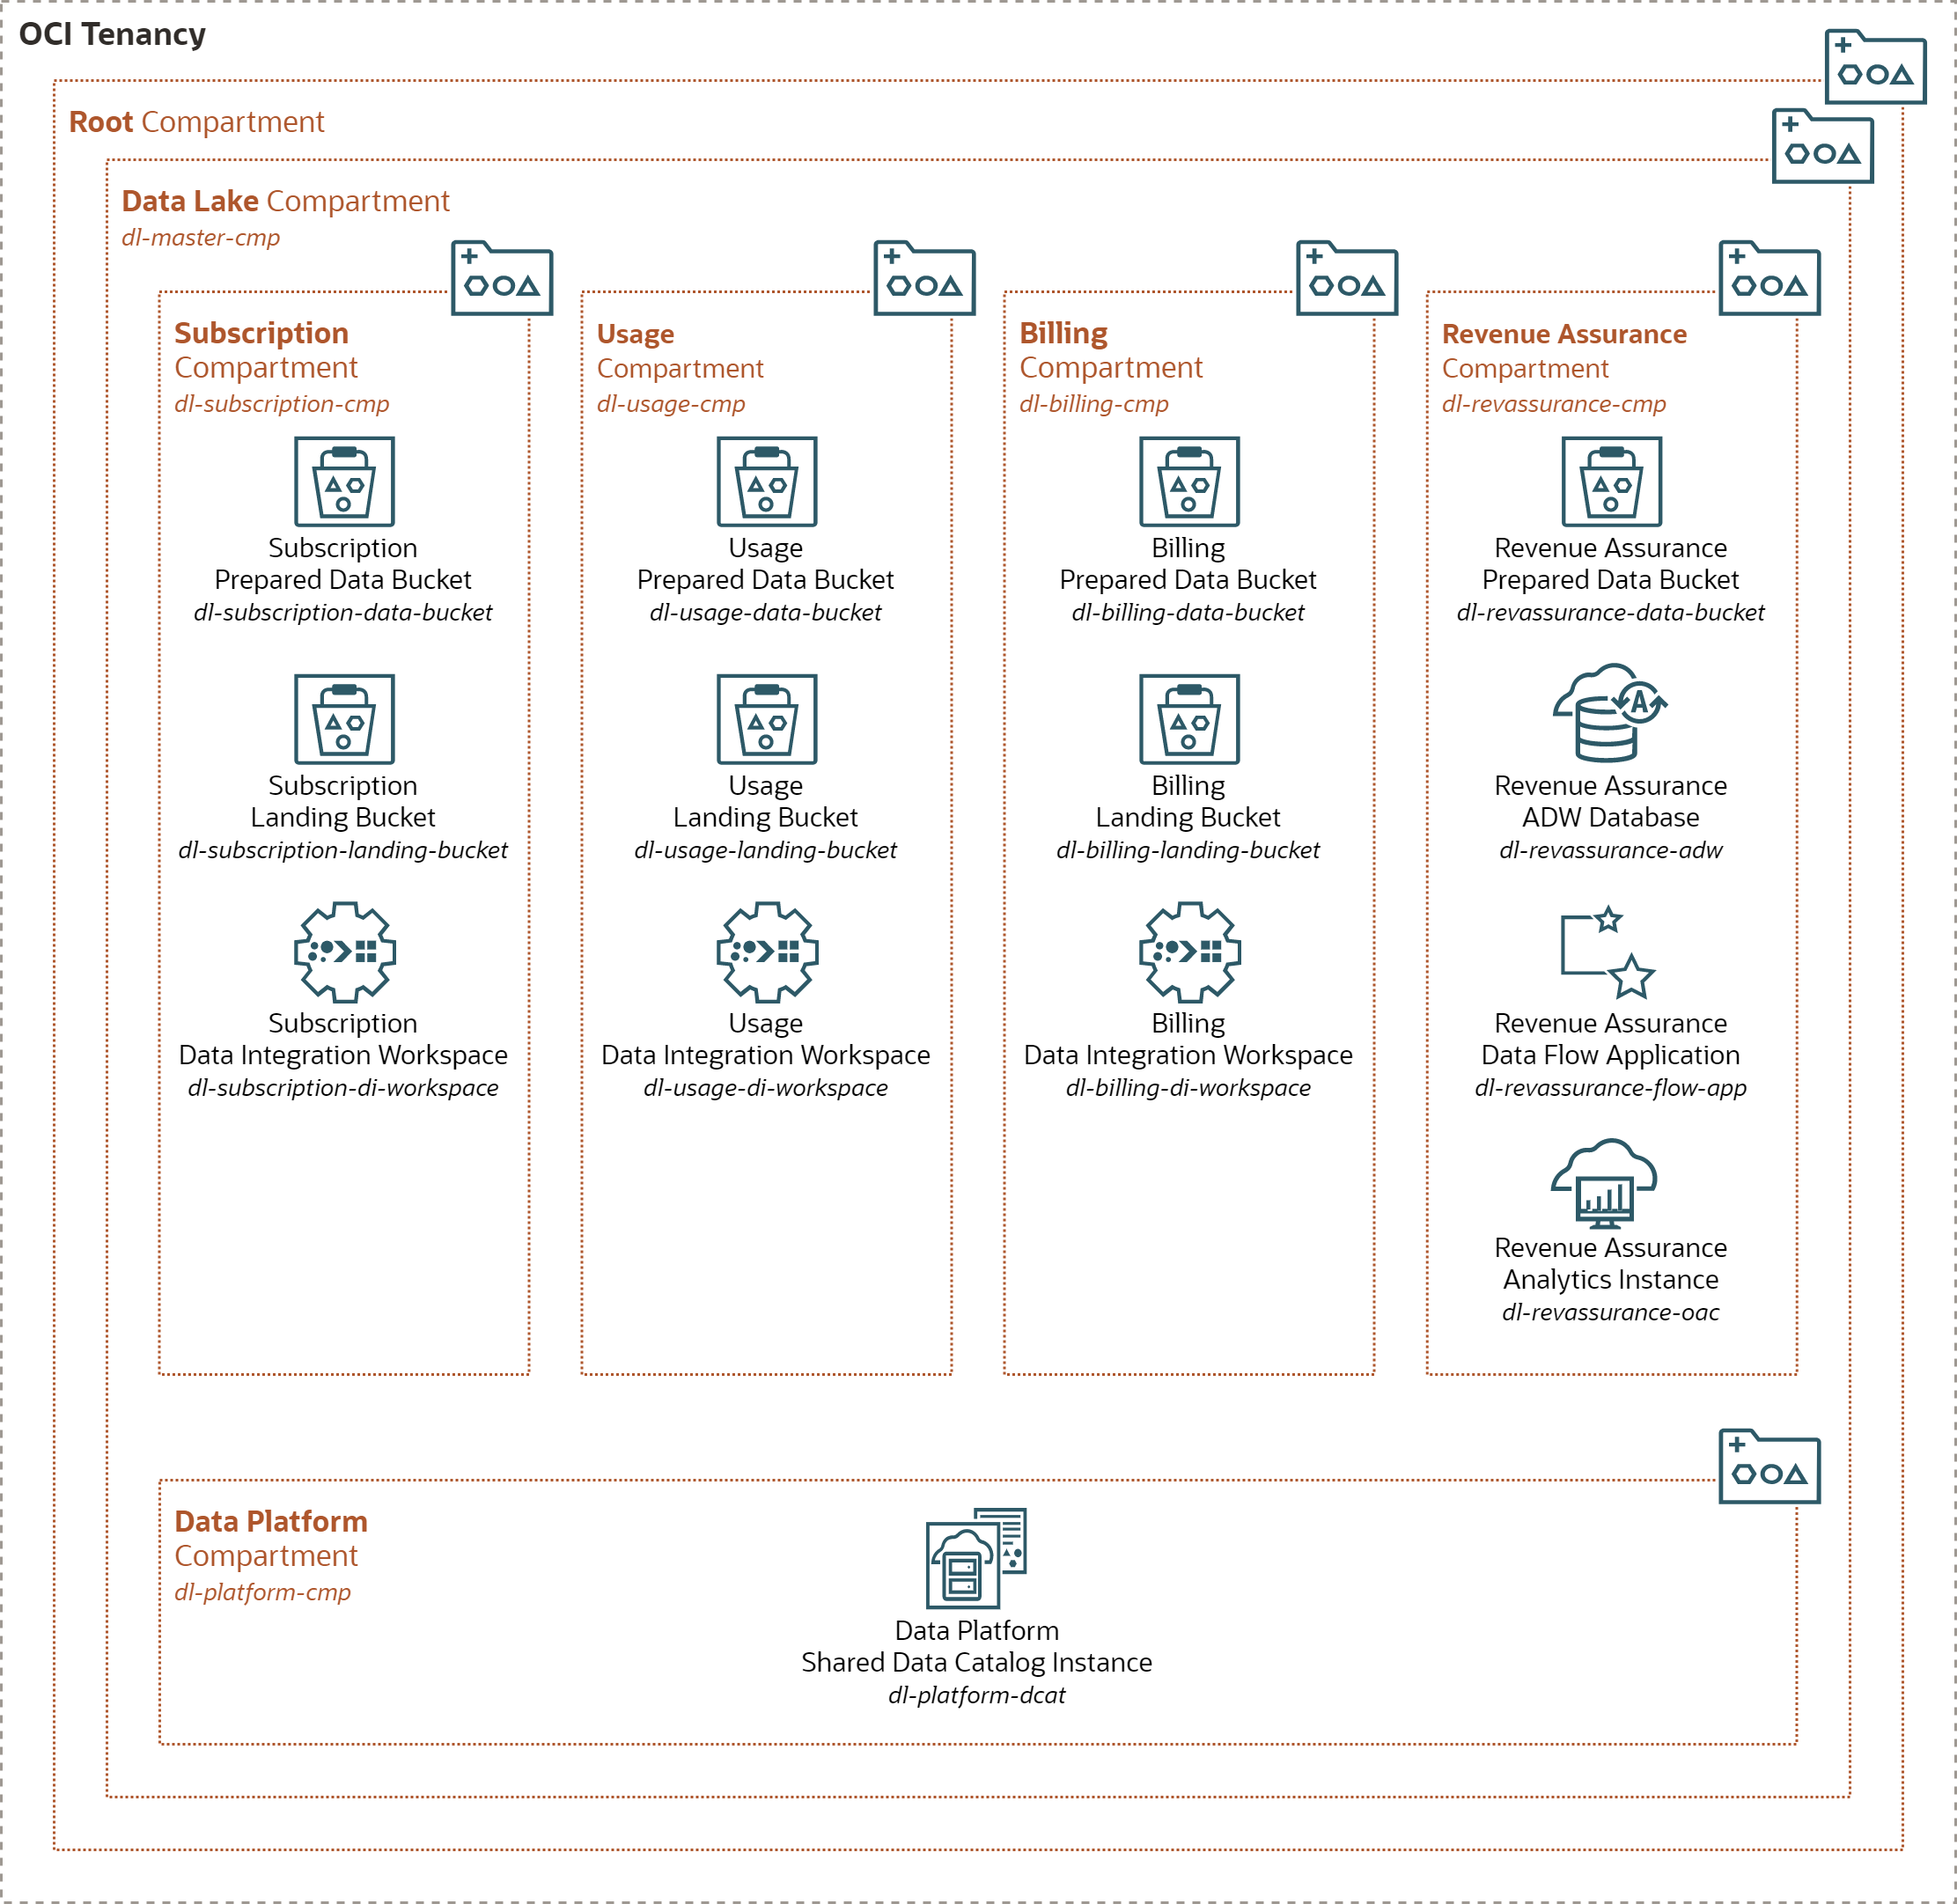 OCI Tenancy
Root Compartment
Data Lake Compartment
dl-master-cmp
Subscription
Compartment
dl-subscription-cmp
Subscription
Prepared Data Bucket
dl-subscription-data-bucket
Subscription
Landing Bucket
dl-subscription-landing-bucket
Subscription
Data Integration Workspace
dl-subscription-di-workspace
Usage
Compartment
dl-usage-cmp
Usage
Prepared Data Bucket
dl-usage-data-bucket
Usage
Landing Bucket
dl-usage-landing-bucket
Usage
Data Integration Workspace
dl-usage-di-workspace
Billing
Compartment
dl-billing-cmp
Billing
Prepared Data Bucket
dl-billing-data-bucket
Billing
Landing Bucket
dl-billing-landing-bucket
Billing
Data Integration Workspace
dl-billing-di-workspace
Revenue Assurance
Compartment
dl-revassurance-cmp
Revenue Assurance
Prepared Data Bucket
dl-revassurance-data-bucket
A
Revenue Assurance
ADW Database
dl-revassurance-adw
Revenue Assurance
Data Flow Application
dl-revassurance-flow-app
Revenue Assurance
Analytics Instance
dl-revassurance-oac
Data Platform
Compartment
dl-platform-cmp
Data Platform
Shared Data Catalog Instance
dl-platform-dcat